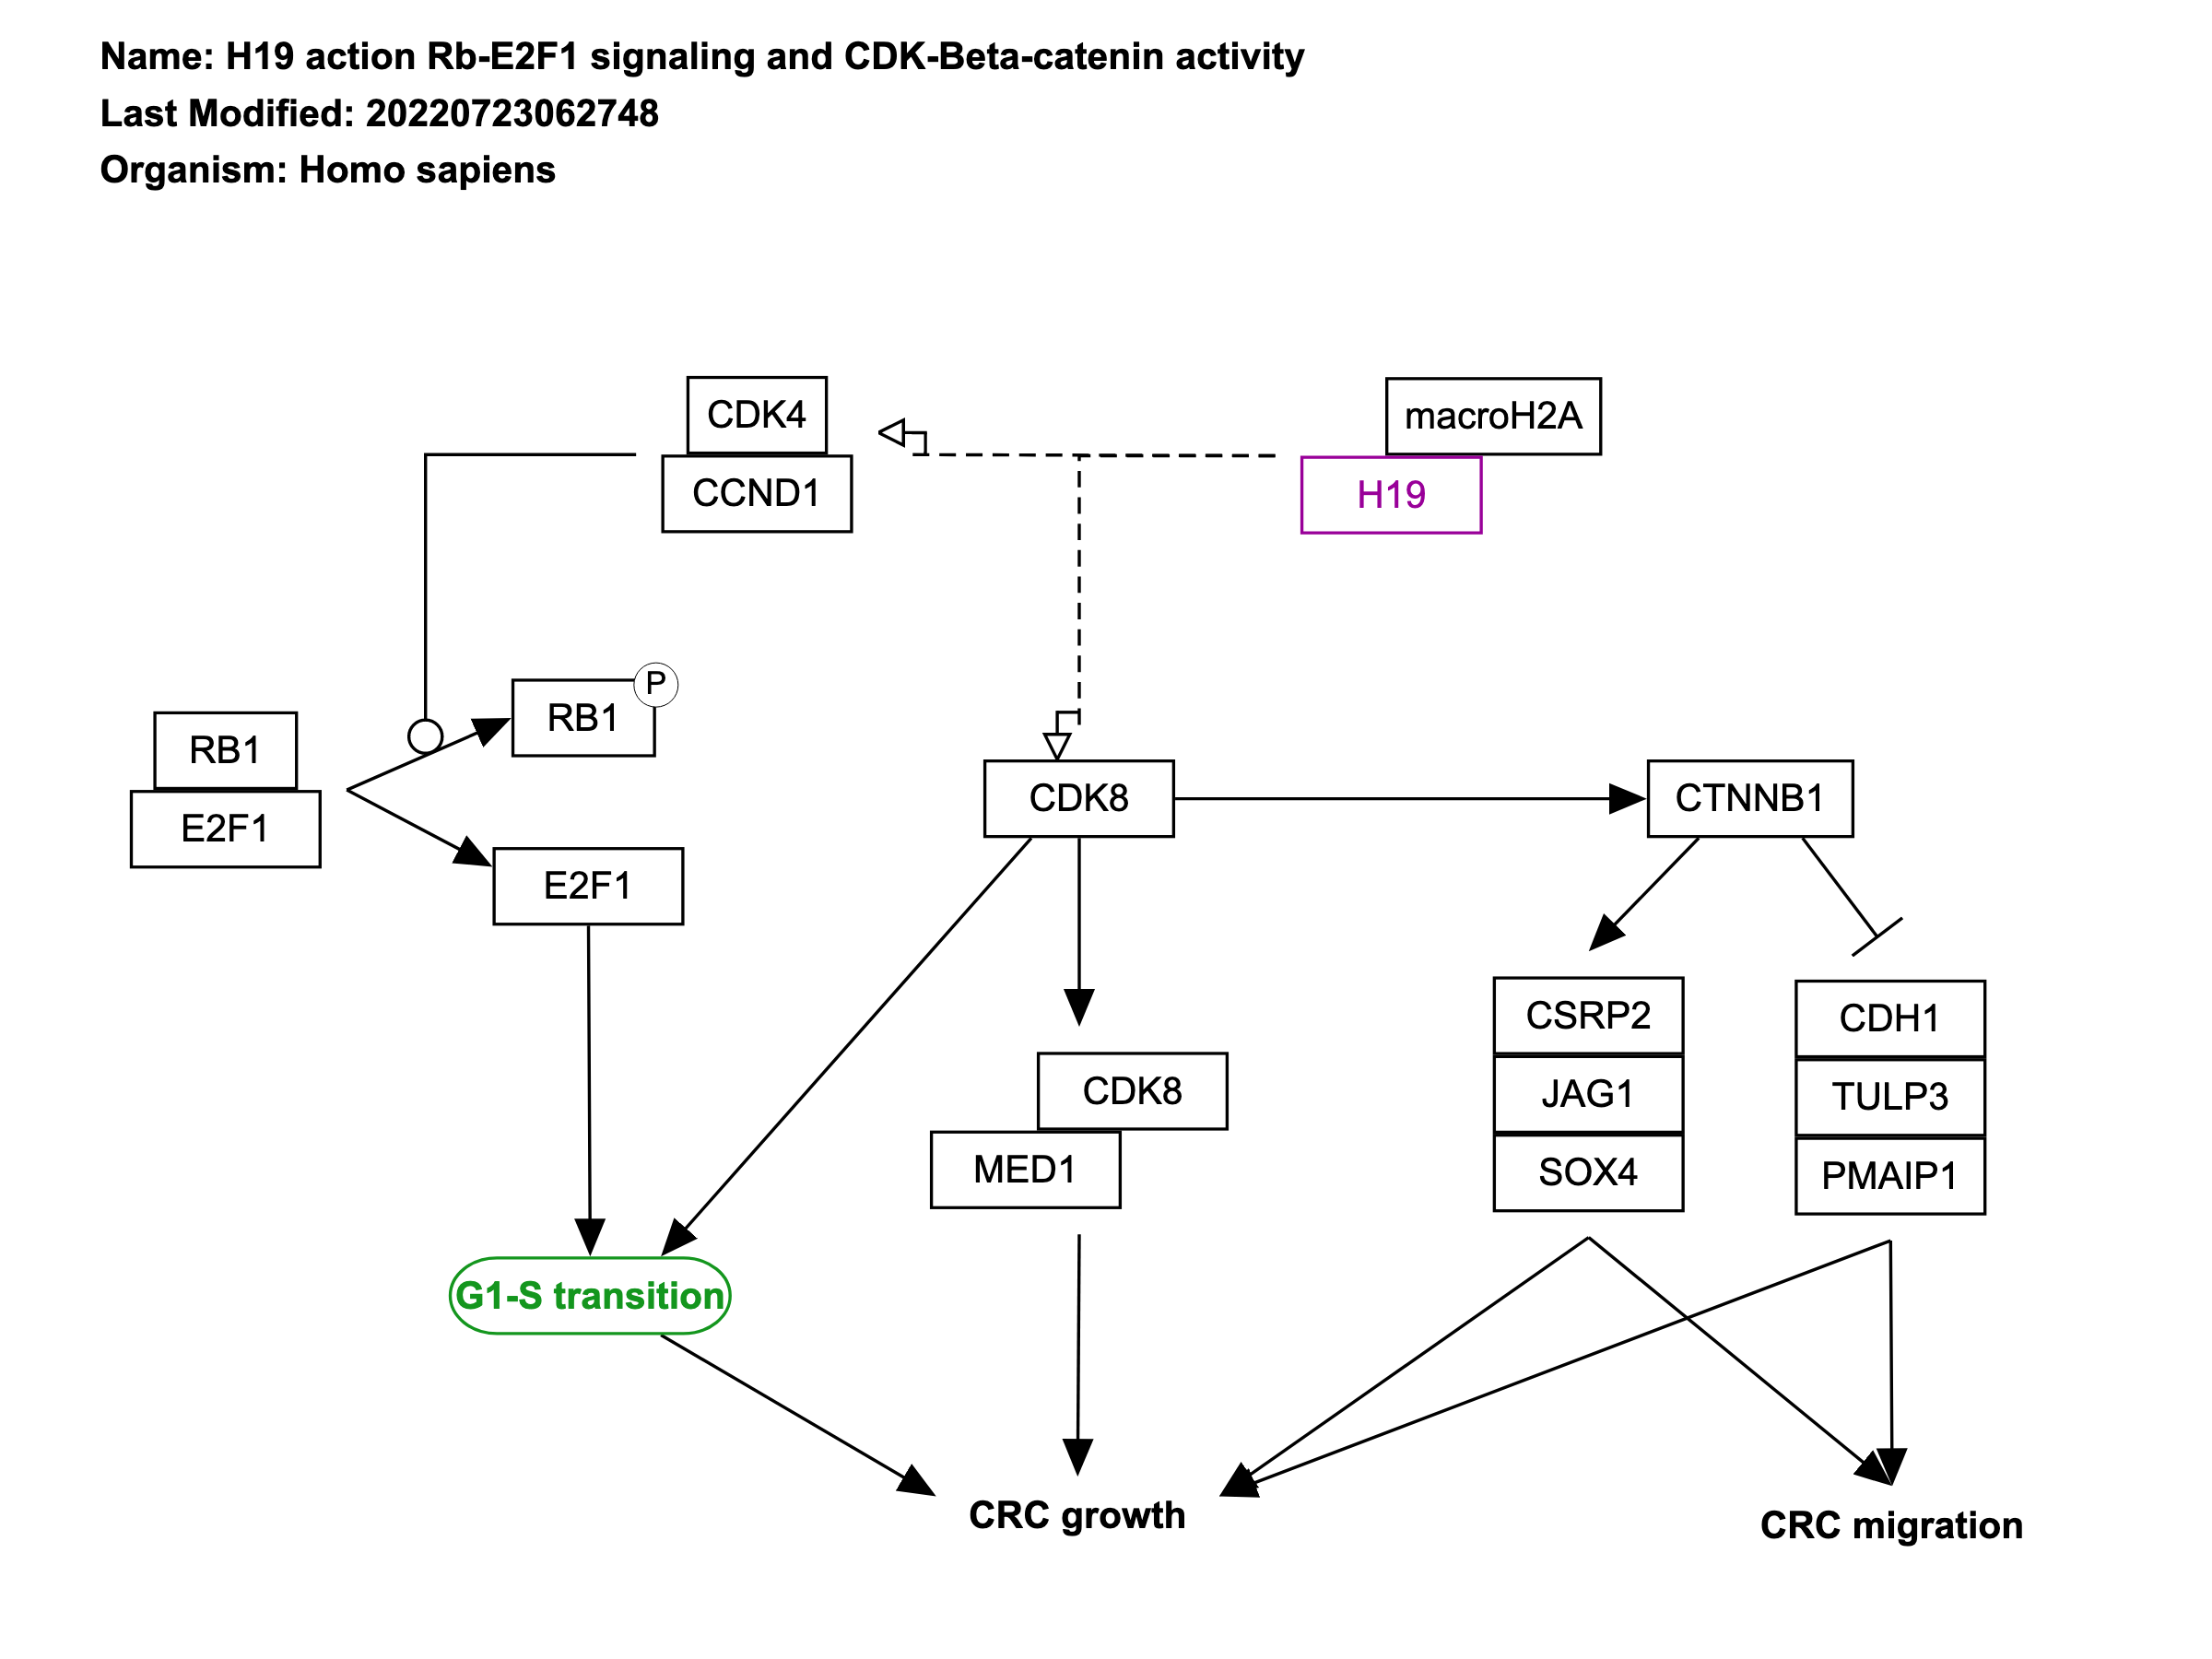 Name: H19 action Rb-E2F1 signaling and CDK-Beta-catenin activity
Last Modified: 20220723062748
Organism: Homo sapiens
CDK4
CCND1
macroH2A
H19
RB1
E2F1
RB1
P
E2F1
CDK8
CTNNB1
CDK8
MED1
CSRP2
JAG1
SOX4
CDH1
TULP3
PMAIP1
G1-S transition
CRC growth
CRC migration